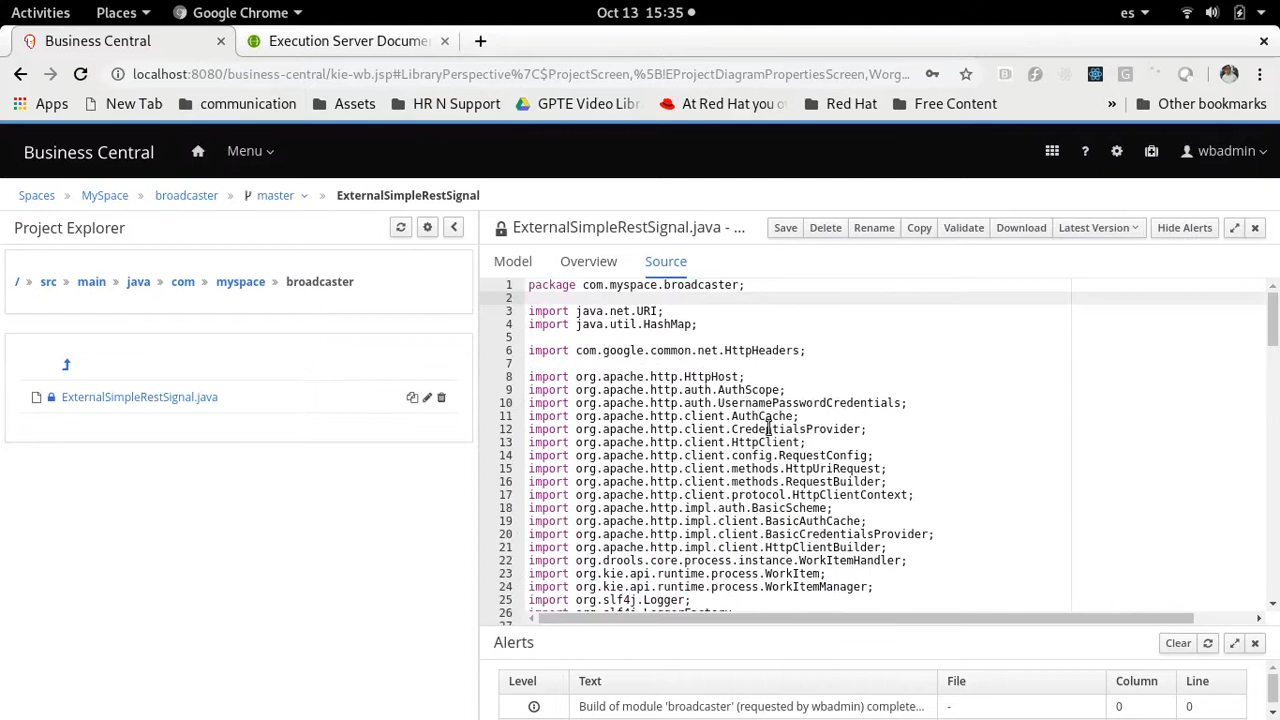 Activities Places Google Chrome Oct 13 15:35 es
Business Central Execution Server Docume
localhost:8080/business-central/kie-wb.jsp#LibraryPerspective%7C$ProjectScreen,%5B!EProjectDiagramPropertiesScreen,Worg...
Apps New Tab communication Assets HR N Support GPTE Video Libr At Red Hat you o Red Hat Free Content » Other bookmarks
Business Central Menu ? wbadmin
Spaces » MySpace » broadcaster » master » ExternalSimpleRestSignal
Project Explorer
/ » src » main » java » com » myspace » broadcaster
ExternalSimpleRestSignal.java
ExternalSimpleRestSignal.java - ... Save Delete Rename Copy Validate Download Latest Version Hide Alerts
Model Overview Source
1 package com.myspace.broadcaster;
2
3 import java.net.URI;
4 import java.util.HashMap;
5
6 import com.google.common.net.HttpHeaders;
7
8 import org.apache.http.HttpHost;
9 import org.apache.http.auth.AuthScope;
10 import org.apache.http.auth.UsernamePasswordCredentials;
11 import org.apache.http.client.AuthCache;
12 import org.apache.http.client.CredentialsProvider;
13 import org.apache.http.client.HttpClient;
14 import org.apache.http.client.config.RequestConfig;
15 import org.apache.http.client.methods.HttpUriRequest;
16 import org.apache.http.client.methods.RequestBuilder;
17 import org.apache.http.client.protocol.HttpClientContext;
18 import org.apache.http.impl.auth.BasicScheme;
19 import org.apache.http.impl.client.BasicAuthCache;
20 import org.apache.http.impl.client.BasicCredentialsProvider;
21 import org.apache.http.impl.client.HttpClientBuilder;
22 import org.drools.core.process.instance.WorkItemHandler;
23 import org.kie.api.runtime.process.WorkItem;
24 import org.kie.api.runtime.process.WorkItemManager;
25 import org.slf4j.Logger;
26 import org.slf4j.LoggerFactory;
27
Alerts Clear
Level Text File Column Line
Build of module 'broadcaster' (requested by wbadmin) complete... - 0 0